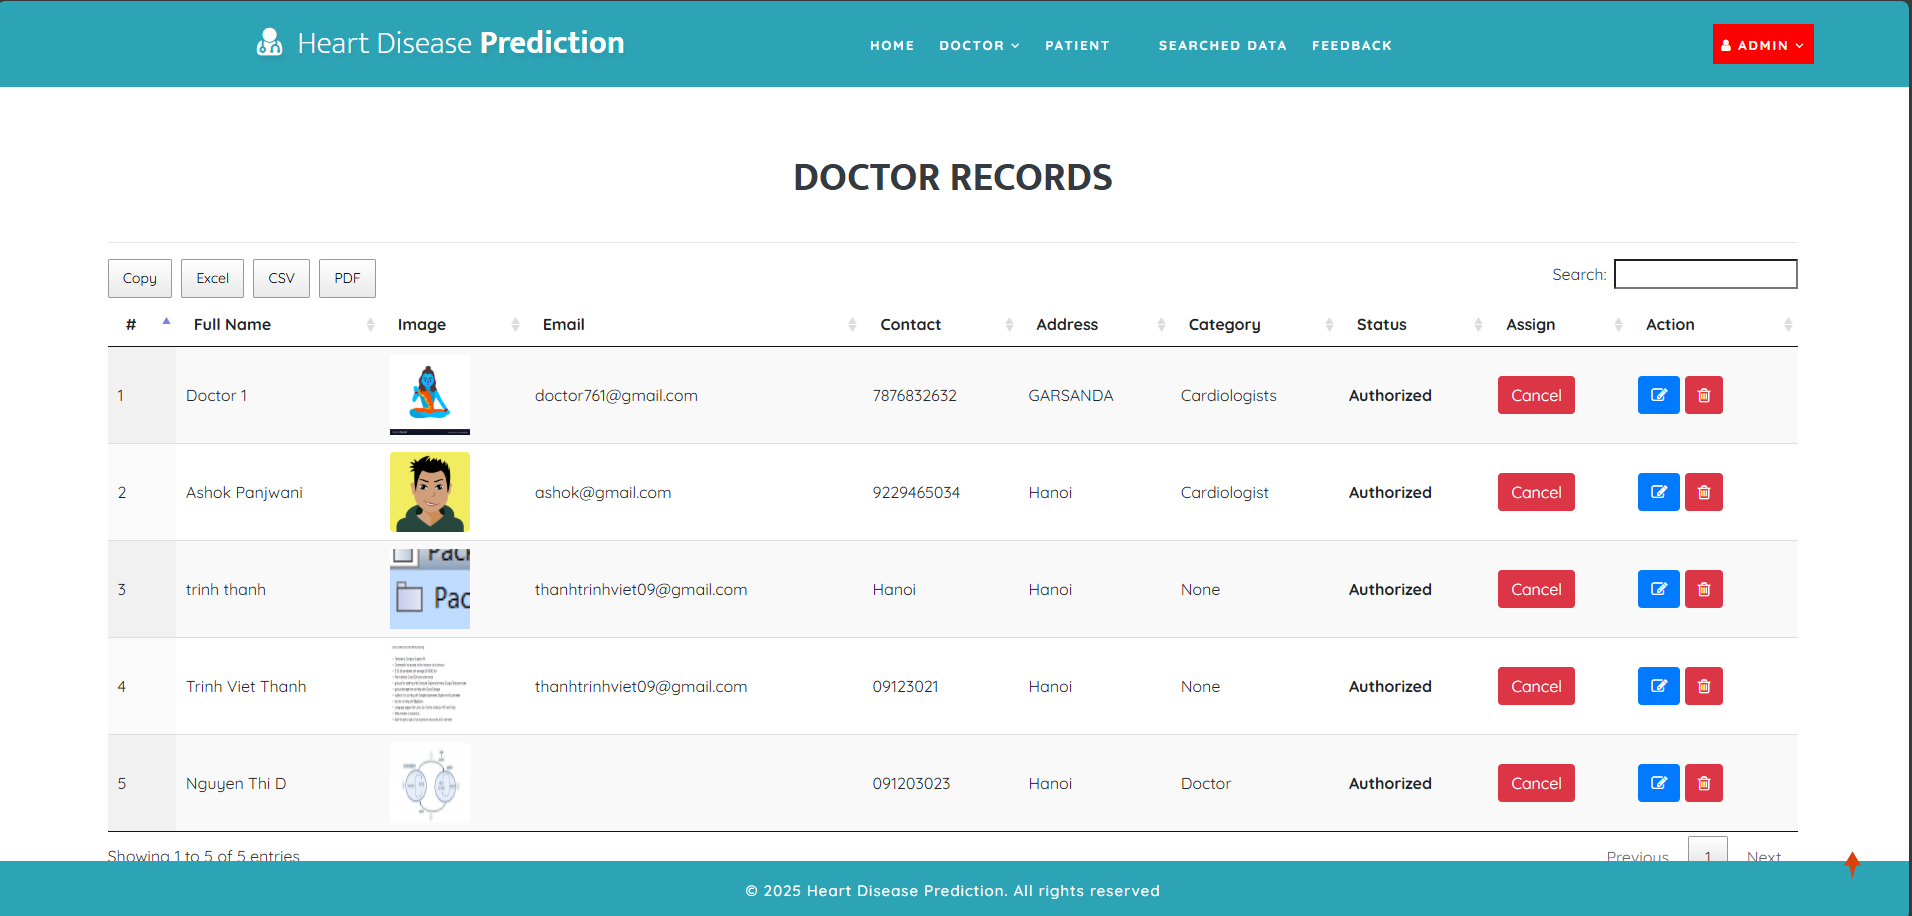 Heart Disease Prediction
HOME DOCTOR PATIENT SEARCHED DATA FEEDBACK
ADMIN
DOCTOR RECORDS
Copy Excel CSV PDF Search:
# Full Name Image Email Contact Address Category Status Assign Action
1 Doctor 1 doctor761@gmail.com 7876832632 GARSANDA Cardiologists Authorized Cancel
2 Ashok Panjwani ashok@gmail.com 9229465034 Hanoi Cardiologist Authorized Cancel
Pack
Pac
3 trinh thanh thanhtrinhviet09@gmail.com Hanoi Hanoi None Authorized Cancel
4 Trinh Viet Thanh thanhtrinhviet09@gmail.com 09123021 Hanoi None Authorized Cancel
5 Nguyen Thi D 091203023 Hanoi Doctor Authorized Cancel
Showing 1 to 5 of 5 entries Previous 1 Next
© 2025 Heart Disease Prediction. All rights reserved